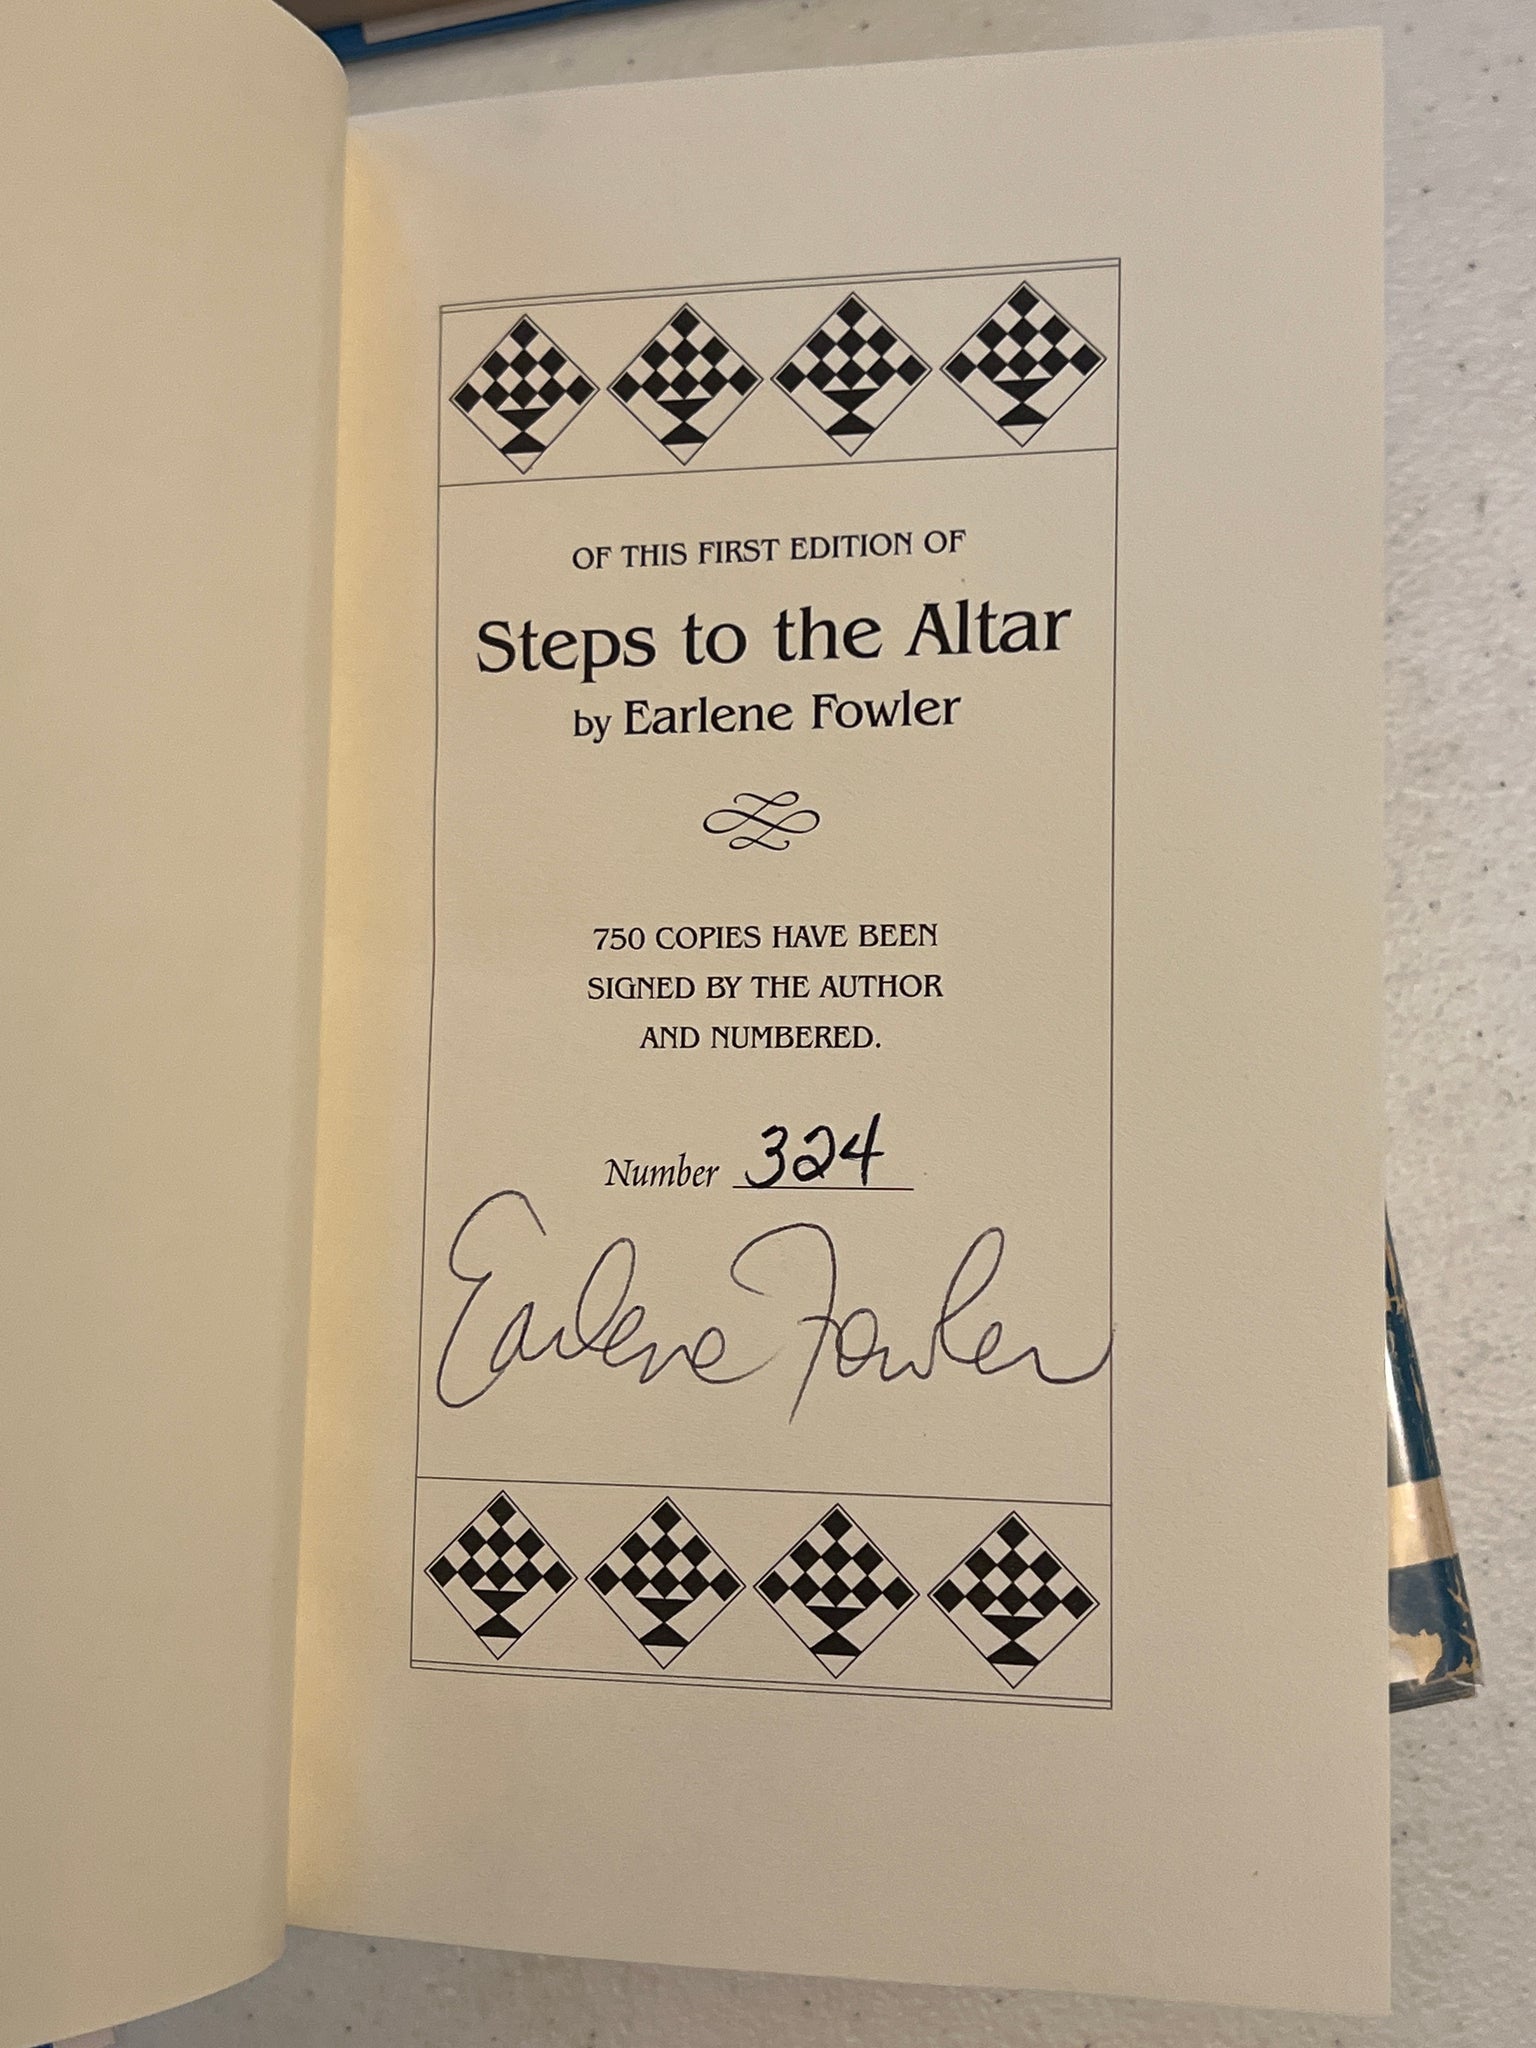 OF THIS FIRST EDITION OF
Steps to the Altar
by Earlene Fowler
750 COPIES HAVE BEEN
SIGNED BY THE AUTHOR
AND NUMBERED.
Number 324
Earlene Fowler